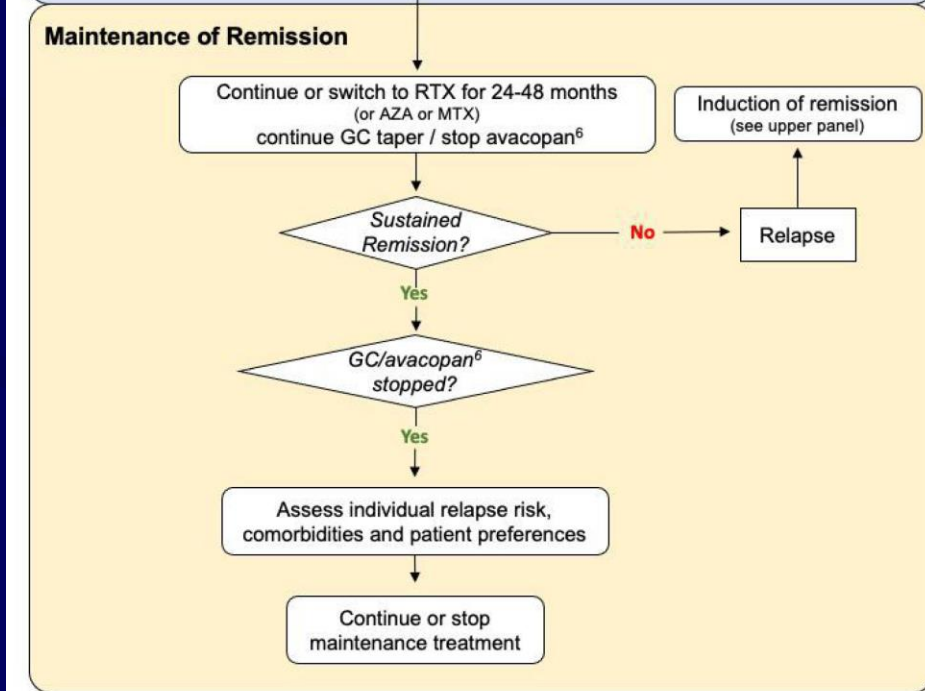 Maintenance of Remission
Continue or switch to RTX for 24-48 months
(or AZA or MTX)
continue GC taper / stop avacopan⁶
Induction of remission
(see upper panel)
Sustained
Remission?
No
Relapse
Yes
GC/avacopan⁶
stopped?
Yes
Assess individual relapse risk,
comorbidities and patient preferences
Continue or stop
maintenance treatment